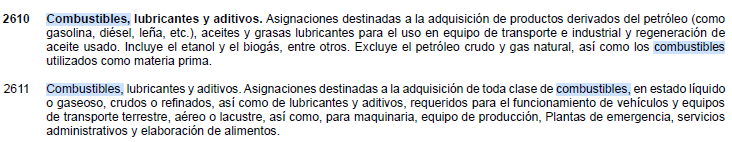 2610 Combustibles, lubricantes y aditivos. Asignaciones destinadas a la adquisición de productos derivados del petróleo (como
gasolina, diésel, leña, etc.), aceites y grasas lubricantes para el uso en equipo de transporte e industrial y regeneración de
aceite usado. Incluye el etanol y el biogás, entre otros. Excluye el petróleo crudo y gas natural, así como los combustibles
utilizados como materia prima.
2611 Combustibles, lubricantes y aditivos. Asignaciones destinadas a la adquisición de toda clase de combustibles, en estado líquido
o gaseoso, crudos o refinados, así como de lubricantes y aditivos, requeridos para el funcionamiento de vehículos y equipos
de transporte terrestre, aéreo o lacustre, así como, para maquinaria, equipo de producción, Plantas de emergencia, servicios
administrativos y elaboración de alimentos.